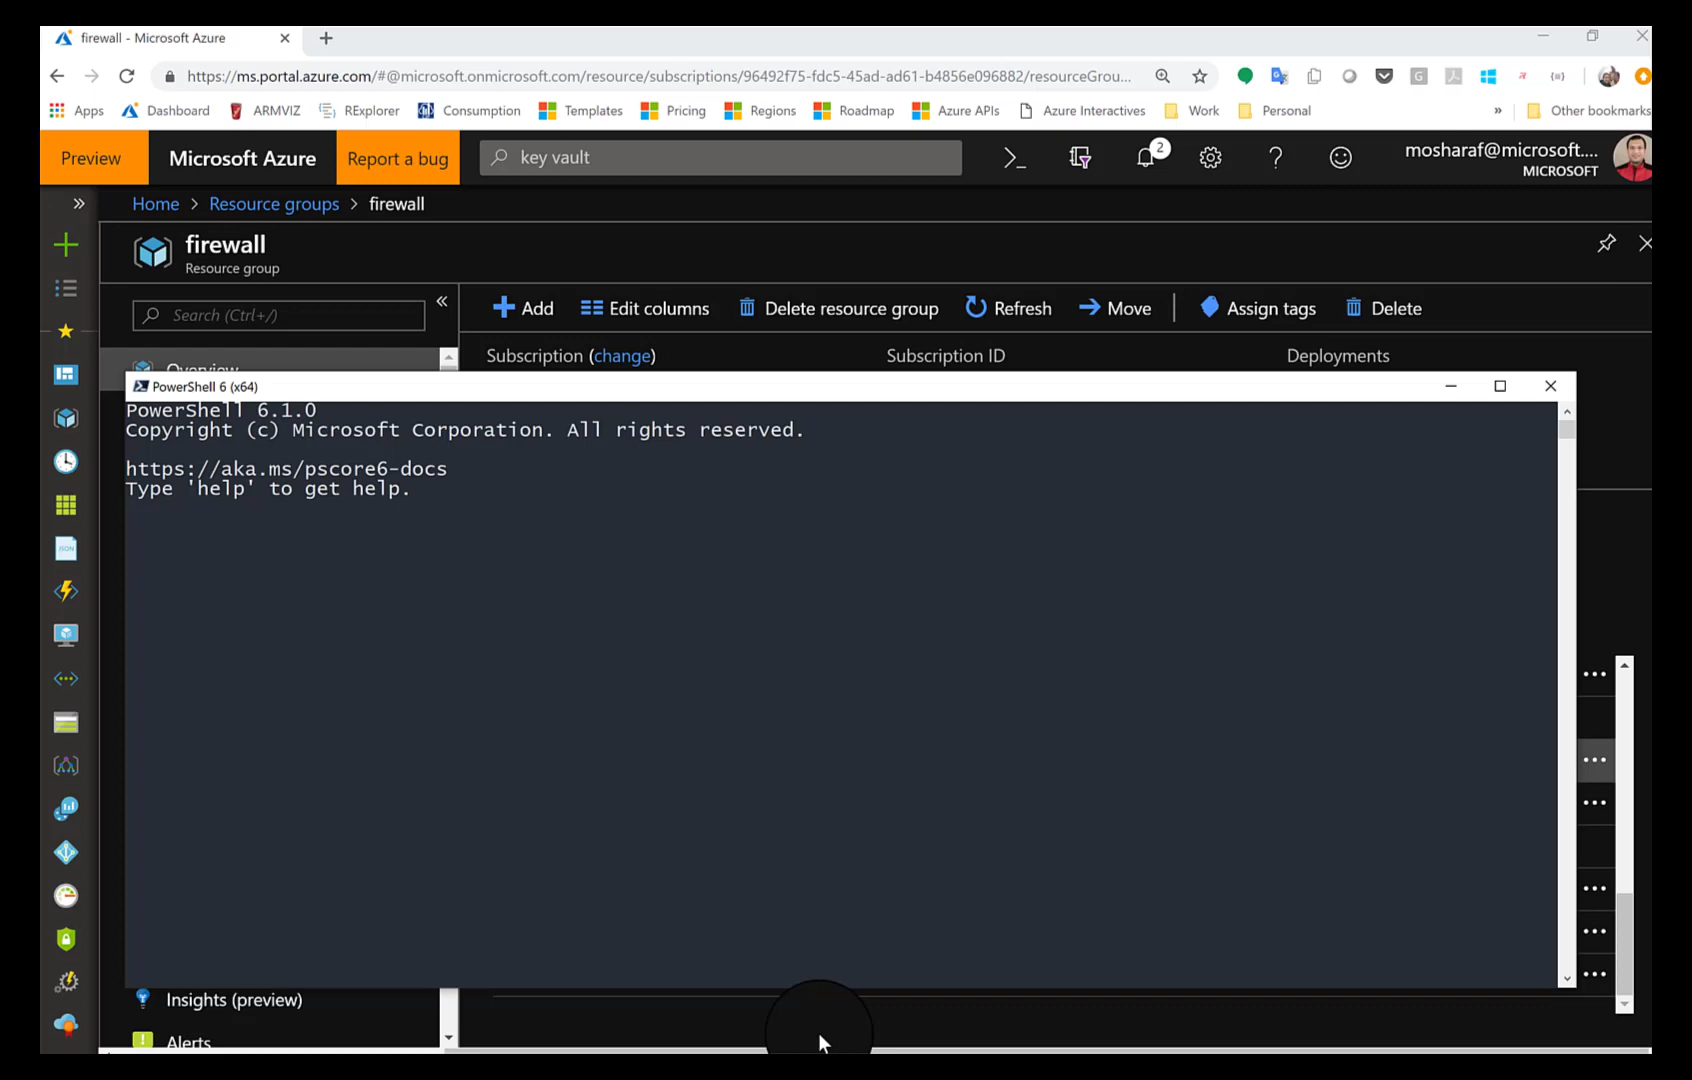 firewall - Microsoft Azure
https://ms.portal.azure.com/#@microsoft.onmicrosoft.com/resource/subscriptions/96492f75-fdc5-45ad-ad61-b4856e096882/resourceGrou...
Apps Dashboard ARMVIZ RExplorer Consumption Templates Pricing Regions Roadmap Azure APIs Azure Interactives Work Personal » Other bookmarks
Preview Microsoft Azure Report a bug key vault 2 mosharaf@microsoft....
MICROSOFT
Home > Resource groups > firewall
firewall
Resource group
Search (Ctrl+/) Add Edit columns Delete resource group Refresh Move Assign tags Delete
Overview Subscription (change) Subscription ID Deployments
PowerShell 6 (x64)
PowerShell 6.1.0
Copyright (c) Microsoft Corporation. All rights reserved.
https://aka.ms/pscore6-docs
Type 'help' to get help.
Insights (preview)
Alerts